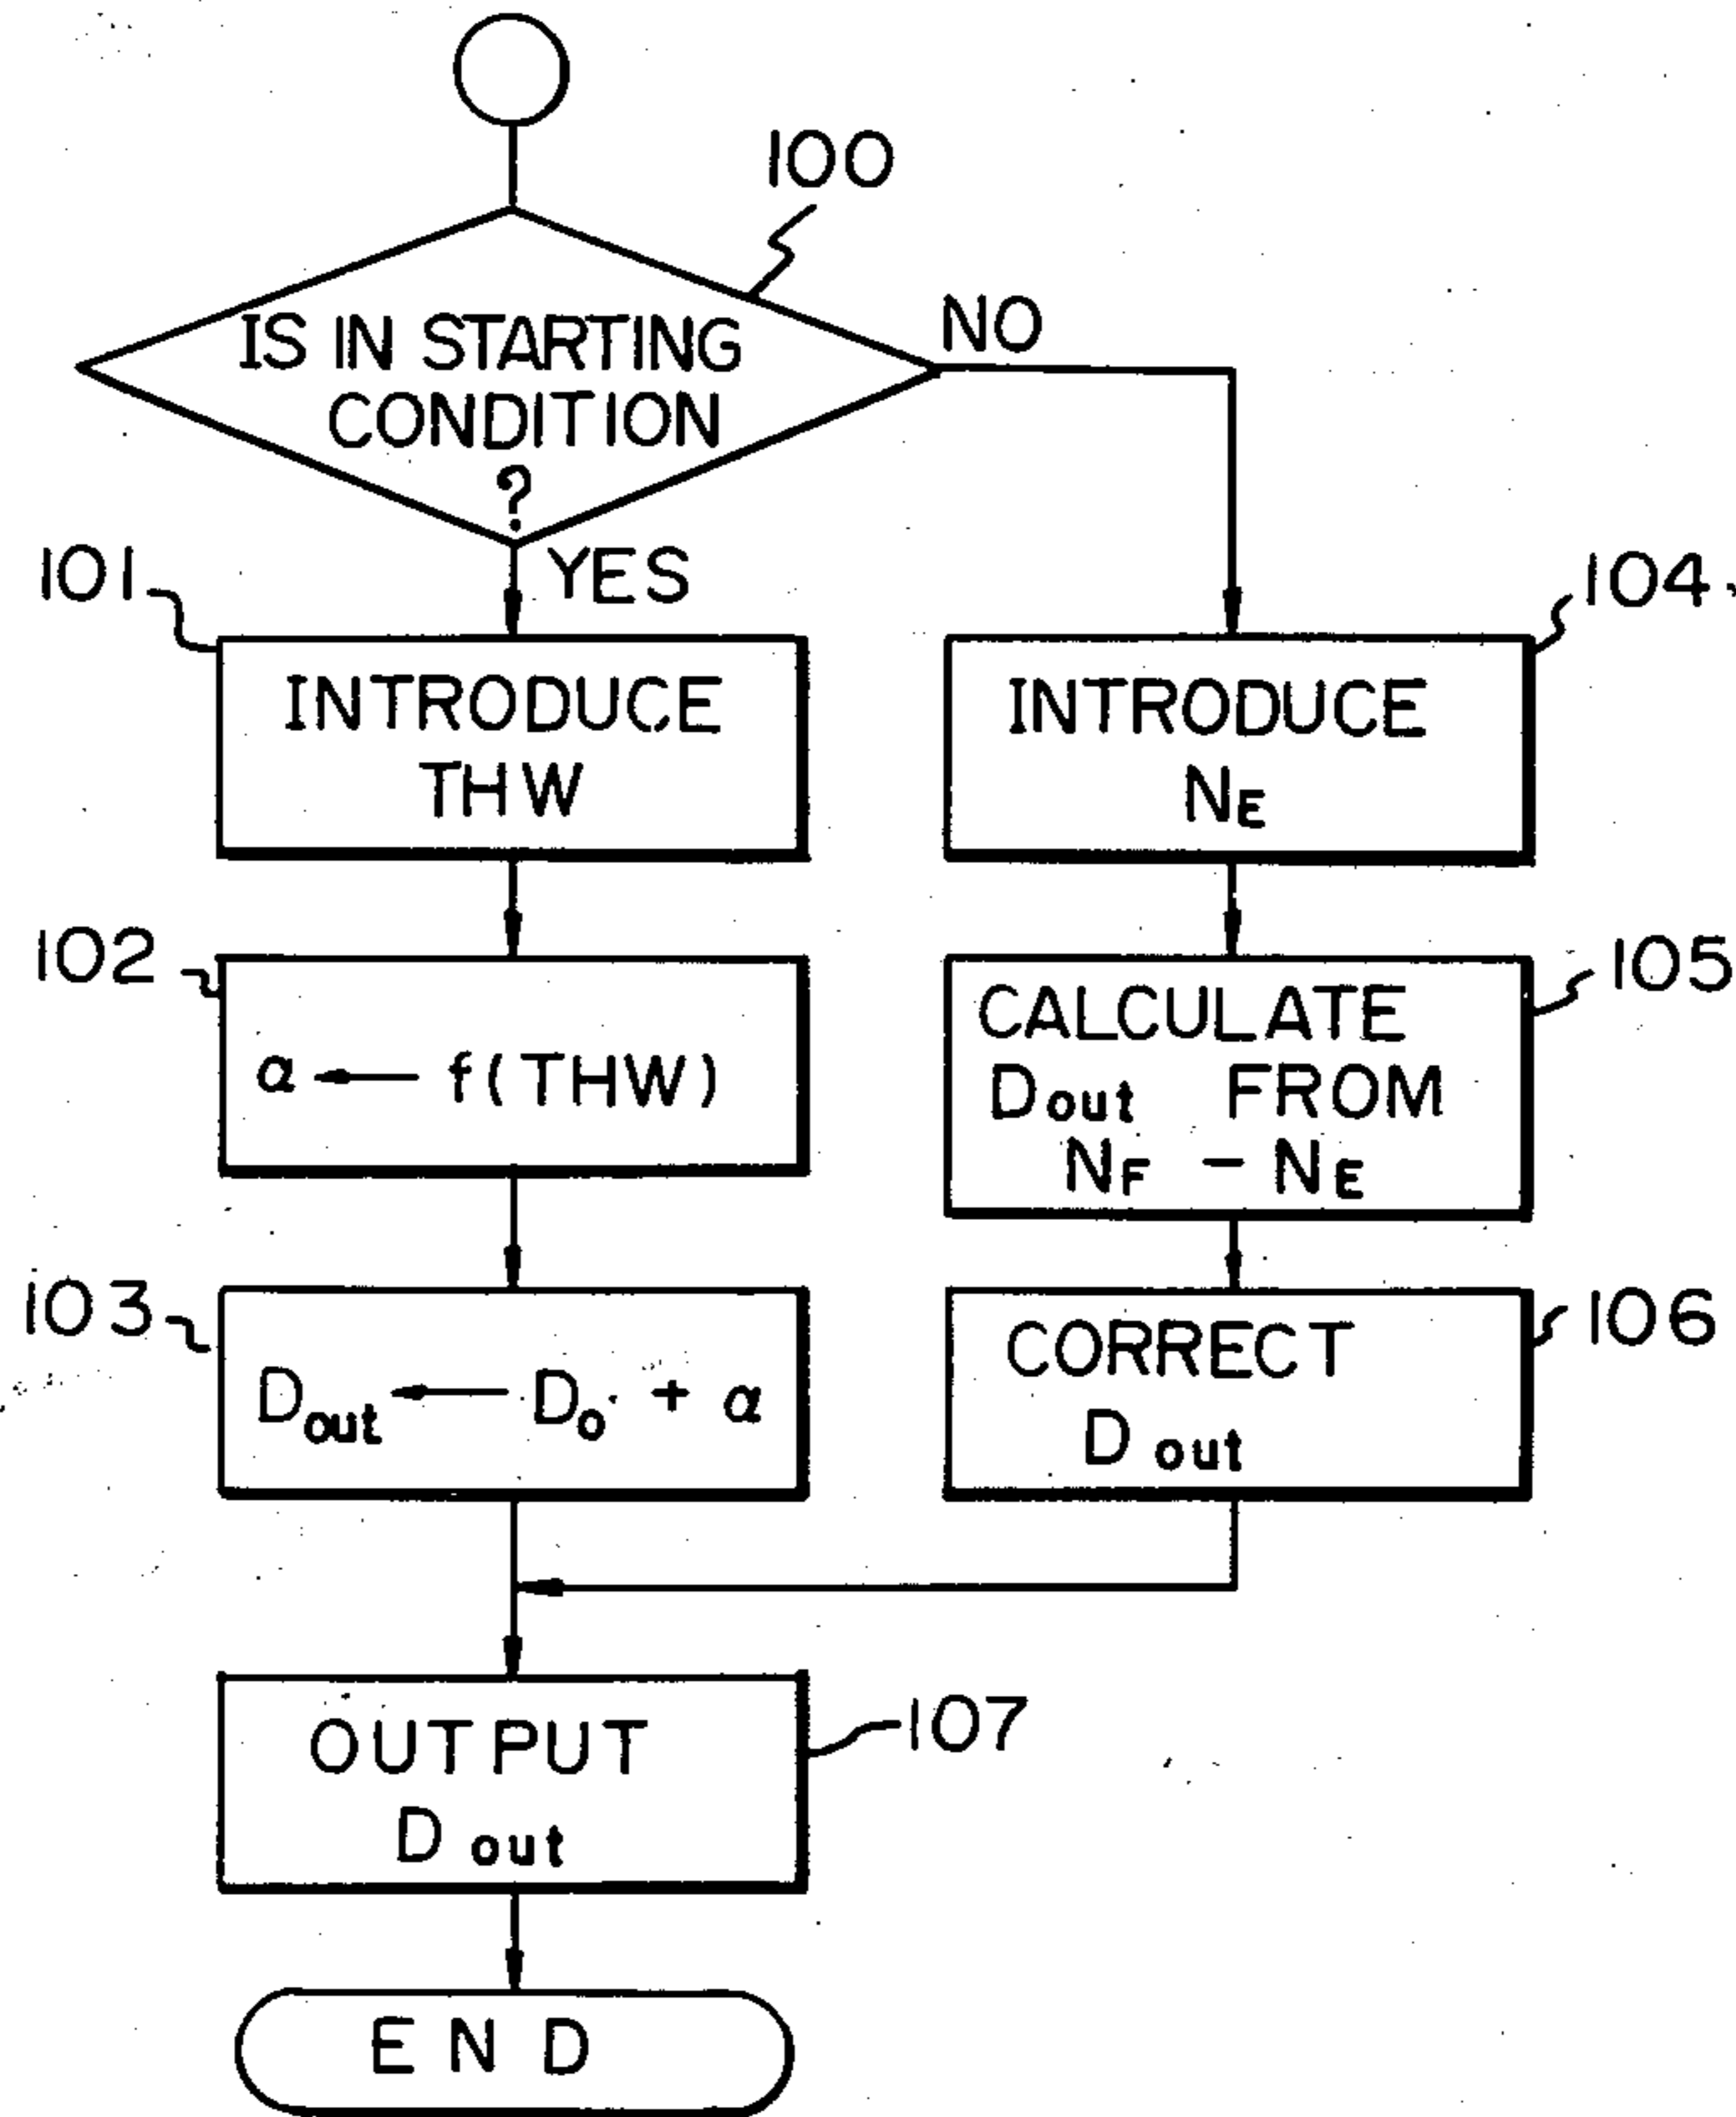 100
IS IN STARTING
CONDITION
?
NO
YES
101
INTRODUCE
THW
104
INTRODUCE
NE
102
α ← f(THW)
105
CALCULATE
Dout FROM
NF - NE
103
Dout ← Do + α
106
CORRECT
Dout
107
OUTPUT
Dout
END